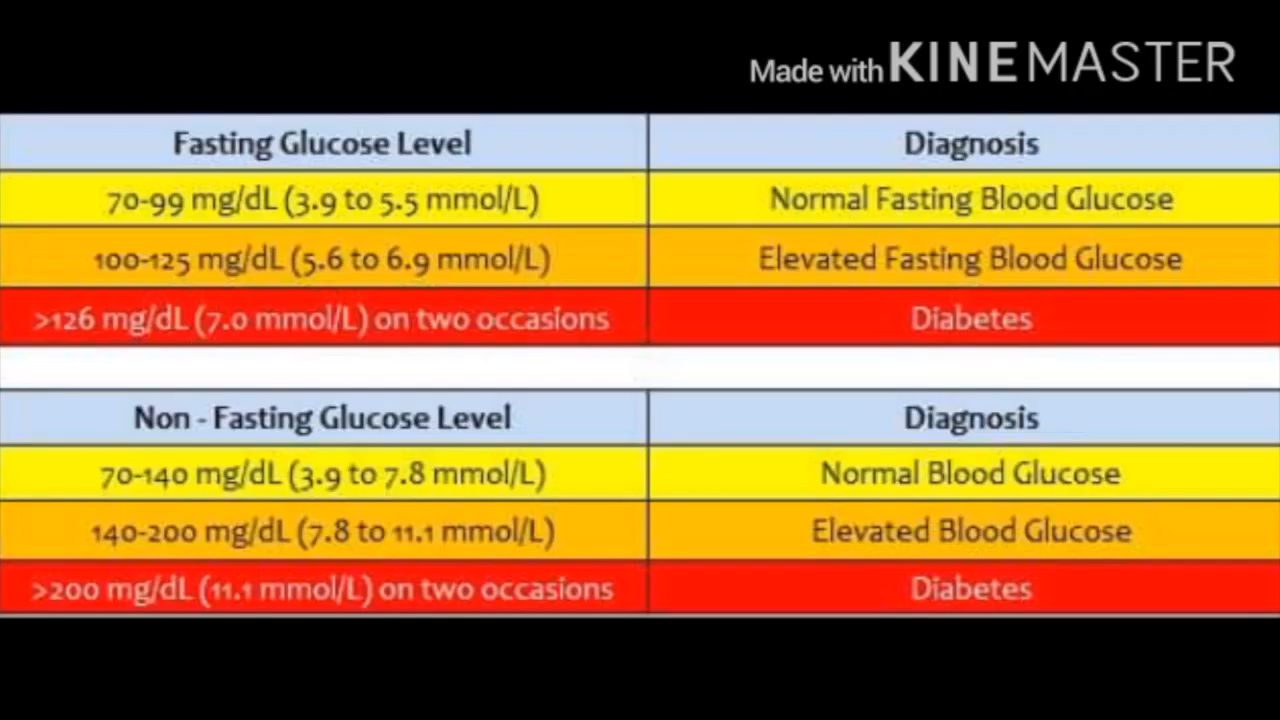 Made with KINEMASTER
Fasting Glucose Level Diagnosis
70-99 mg/dL (3.9 to 5.5 mmol/L) Normal Fasting Blood Glucose
100-125 mg/dL (5.6 to 6.9 mmol/L) Elevated Fasting Blood Glucose
>126 mg/dL (7.0 mmol/L) on two occasions Diabetes
Non - Fasting Glucose Level Diagnosis
70-140 mg/dL (3.9 to 7.8 mmol/L) Normal Blood Glucose
140-200 mg/dL (7.8 to 11.1 mmol/L) Elevated Blood Glucose
>200 mg/dL (11.1 mmol/L) on two occasions Diabetes